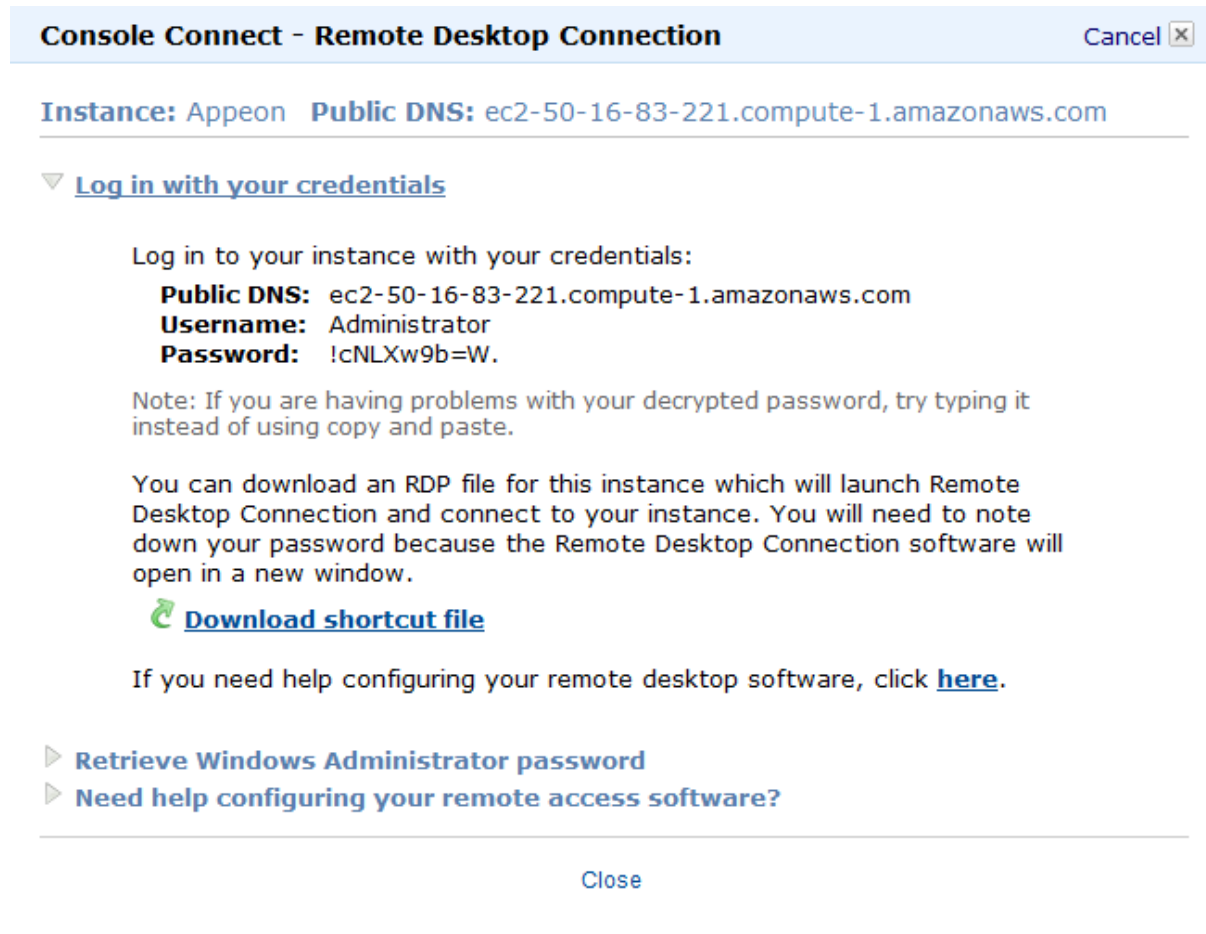 Console Connect - Remote Desktop Connection
Cancel
Instance: Appeon Public DNS: ec2-50-16-83-221.compute-1.amazonaws.com
Log in with your credentials
Log in to your instance with your credentials:
Public DNS: ec2-50-16-83-221.compute-1.amazonaws.com
Username: Administrator
Password: !cNLXw9b=W.
Note: If you are having problems with your decrypted password, try typing it
instead of using copy and paste.
You can download an RDP file for this instance which will launch Remote
Desktop Connection and connect to your instance. You will need to note
down your password because the Remote Desktop Connection software will
open in a new window.
Download shortcut file
If you need help configuring your remote desktop software, click here.
Retrieve Windows Administrator password
Need help configuring your remote access software?
Close